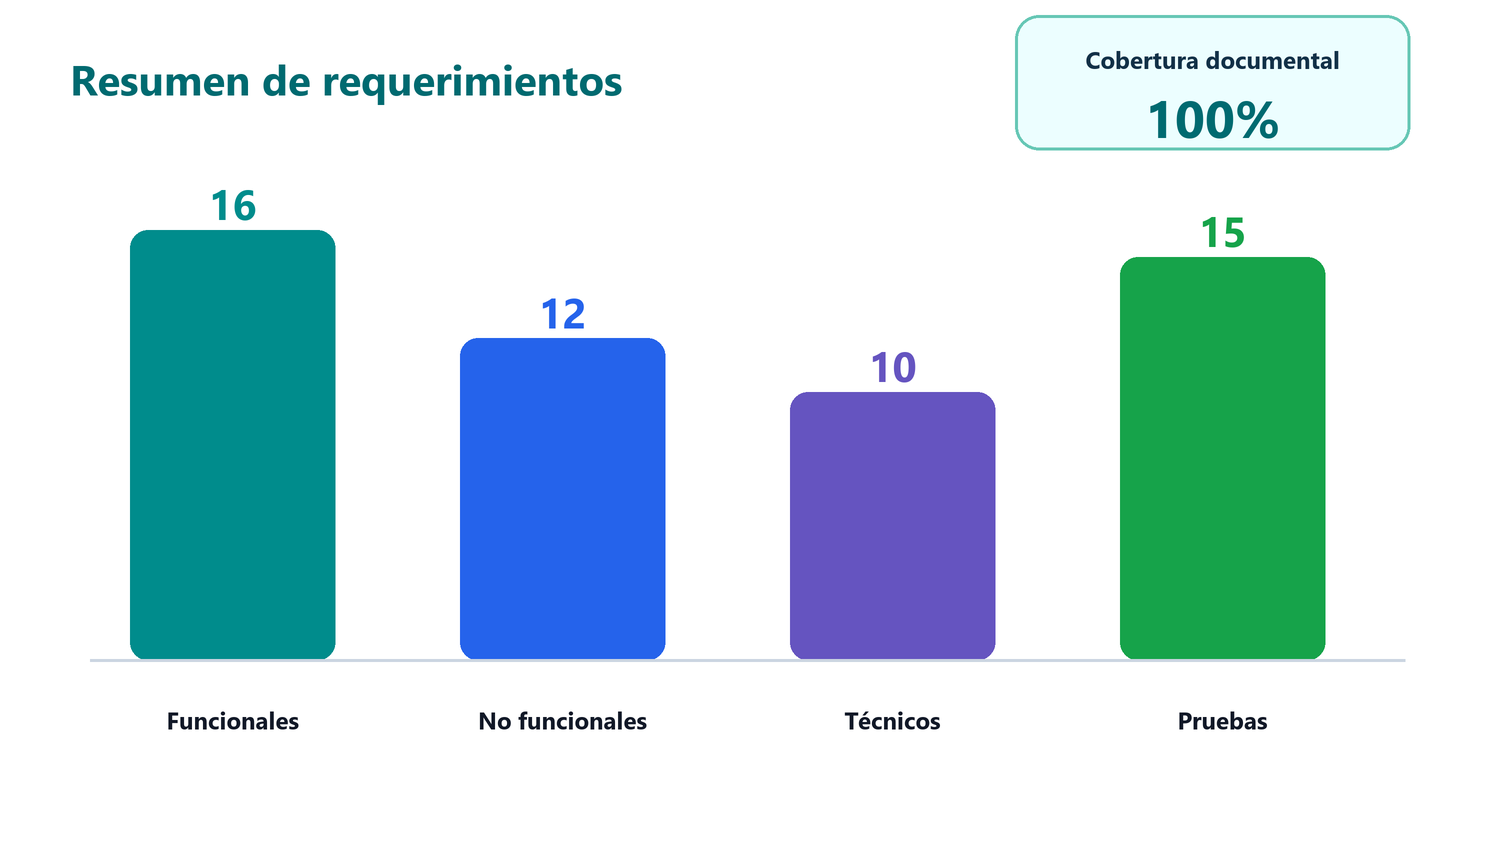 Resumen de requerimientos
Cobertura documental
100%
16
12
10
15
Funcionales
No funcionales
Técnicos
Pruebas